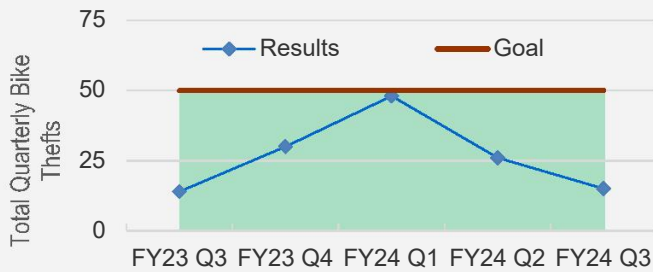 75
Results Goal
50
25
0
Total Quarterly Bike
Thefts
FY23 Q3 FY23 Q4 FY24 Q1 FY24 Q2 FY24 Q3